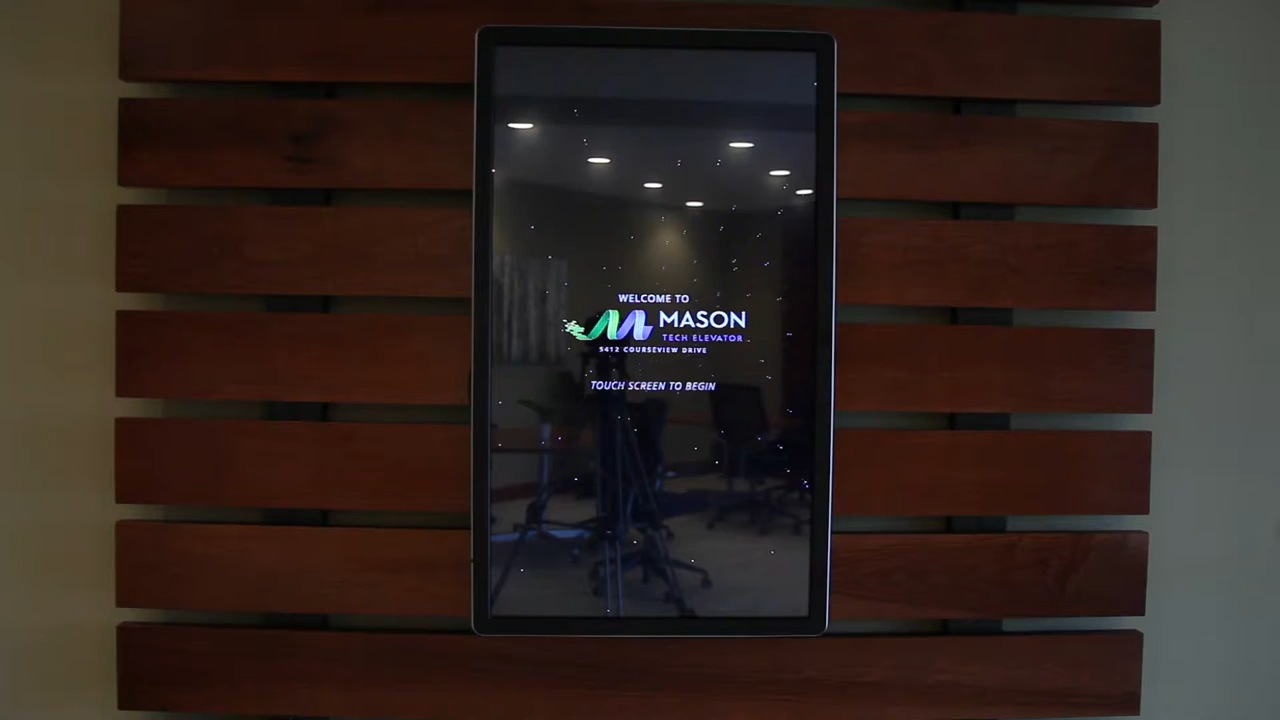 WELCOME TO
MASON
TECH ELEVATOR
5412 COURSEVIEW DRIVE
TOUCH SCREEN TO BEGIN